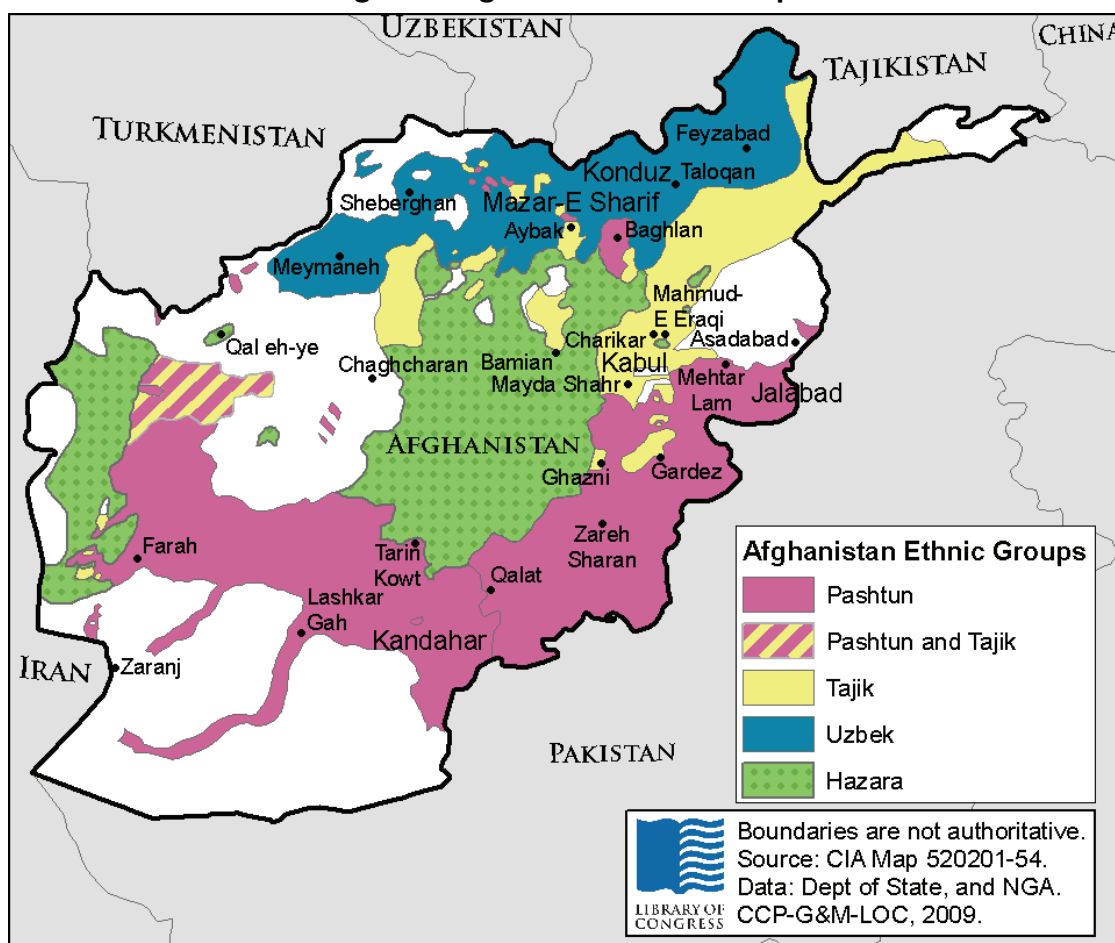 UZBEKISTAN
CHINA
TAJIKISTAN
TURKMENISTAN
Feyzabad
Konduz
Taloqan
Sheberghan
Mazar-E Sharif
Aybak
Baghlan
Meymaneh
Mahmud-
E Eraqi
Charikar
Asadabad
Qal eh-ye
Chaghcharan
Bamian
Kabul
Mayda Shahr
Mehtar
Lam
Jalabad
AFGHANISTAN
Ghazni
Gardez
Zareh
Sharan
Farah
Tarin
Kowt
Qalat
Lashkar
Gah
Kandahar
IRAN
Zaranj
PAKISTAN
Afghanistan Ethnic Groups
Pashtun
Pashtun and Tajik
Tajik
Uzbek
Hazara
LIBRARY OF
CONGRESS
Boundaries are not authoritative.
Source: CIA Map 520201-54.
Data: Dept of State, and NGA.
CCP-G&M-LOC, 2009.